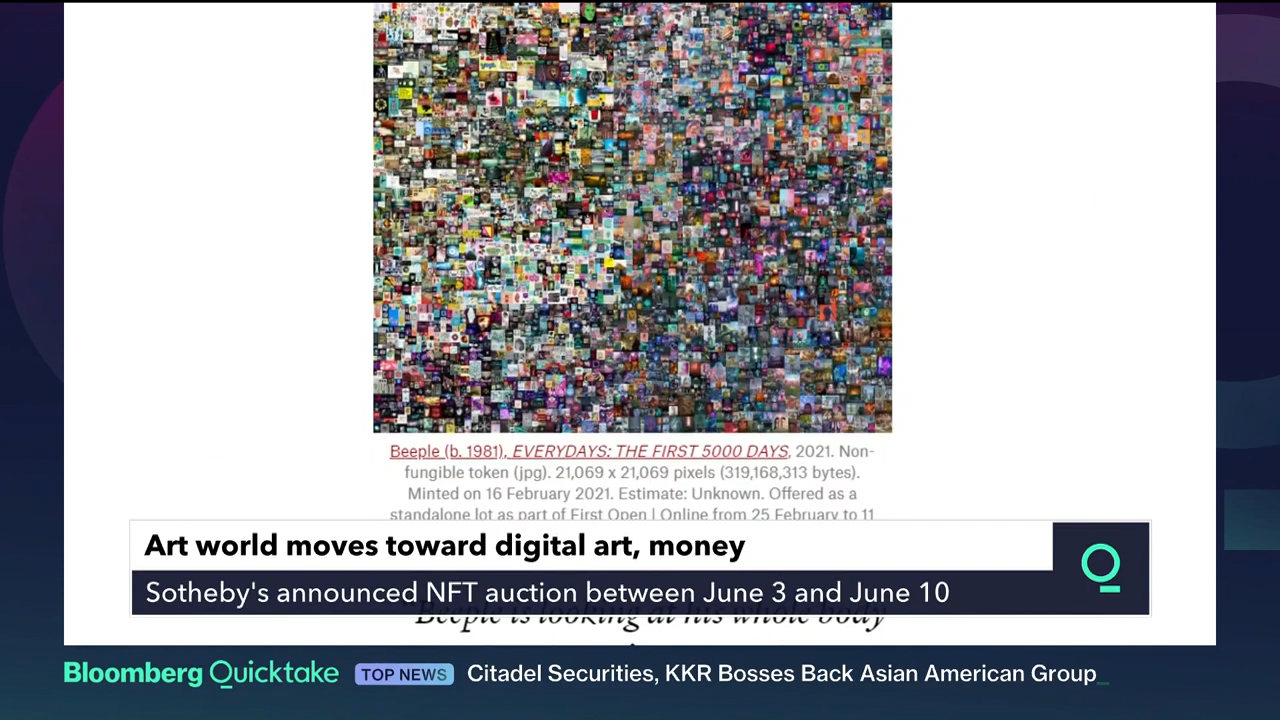 Beeple (b. 1981), EVERYDAYS: THE FIRST 5000 DAYS, 2021. Non-
fungible token (jpg). 21,069 x 21,069 pixels (319,168,313 bytes).
Minted on 16 February 2021. Estimate: Unknown. Offered as a
standalone lot as part of First Open | Online from 25 February to 11
Art world moves toward digital art, money
Sotheby's announced NFT auction between June 3 and June 10
Beeple is looking at his whole body
Bloomberg Quicktake TOP NEWS Citadel Securities, KKR Bosses Back Asian American Group_